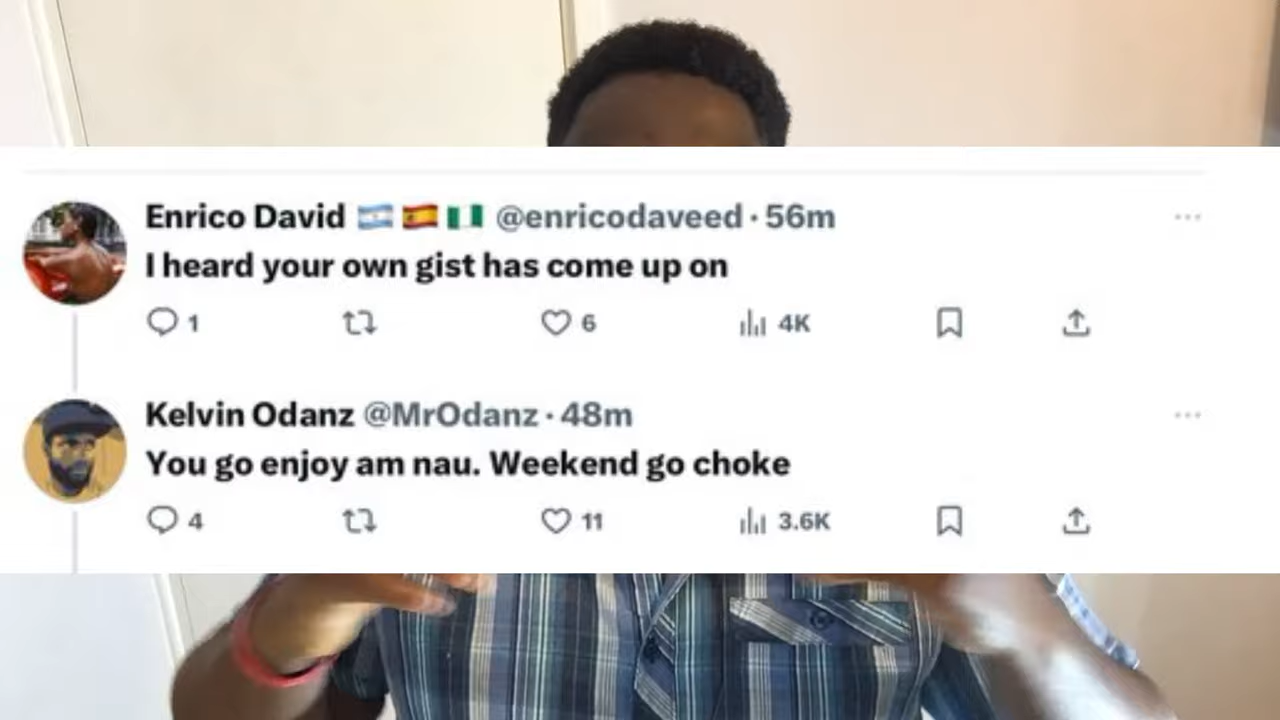 Enrico David 🇦🇷 🇪🇸 🇳🇬 @enricodaveed · 56m
I heard your own gist has come up on
1 6 4K
Kelvin Odanz @MrOdanz · 48m
You go enjoy am nau. Weekend go choke
4 11 3.6K